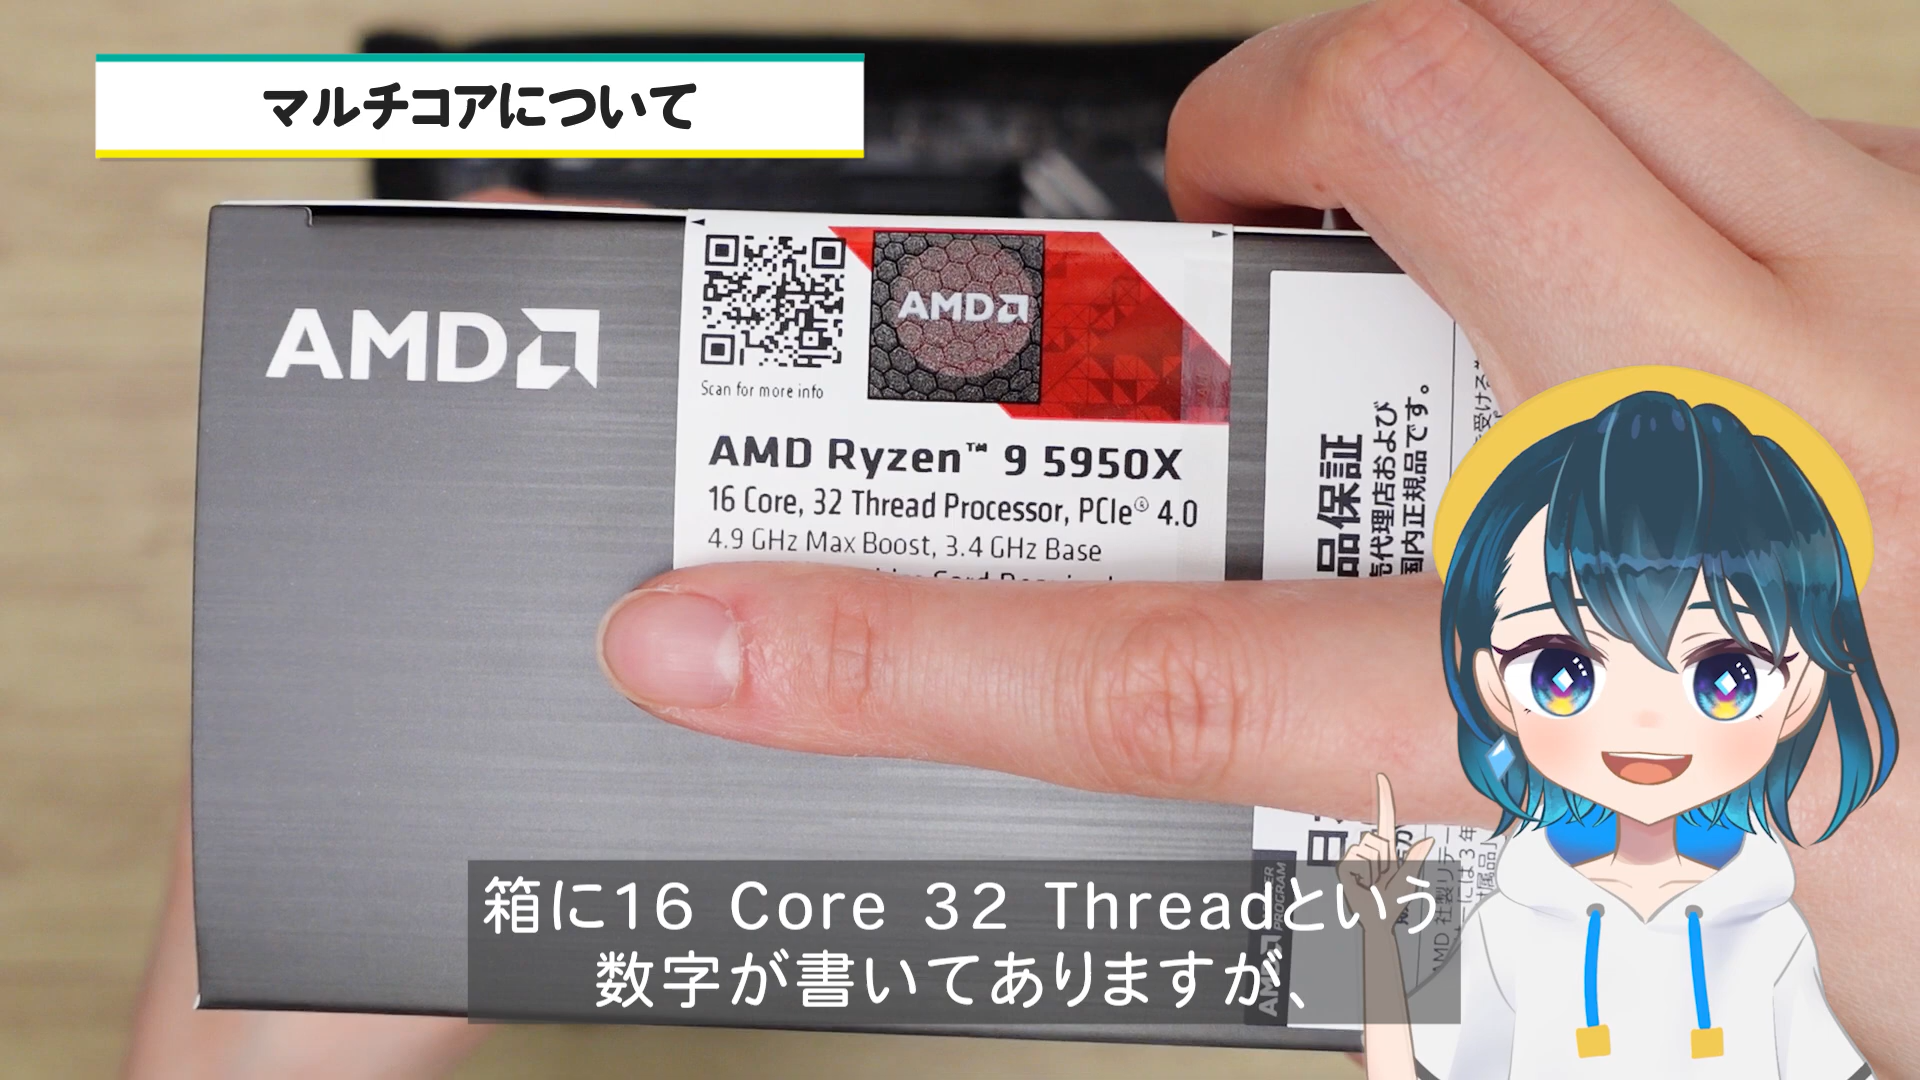 マルチコアについて
AMD
Scan for more info
AMD
AMD Ryzen™ 9 5950X
16 Core, 32 Thread Processor, PCIe® 4.0
4.9 GHz Max Boost, 3.4 GHz Base
品保証
売代理店および
国内正規品です。
箱に16 Core 32 Threadという
数字が書いてありますが、